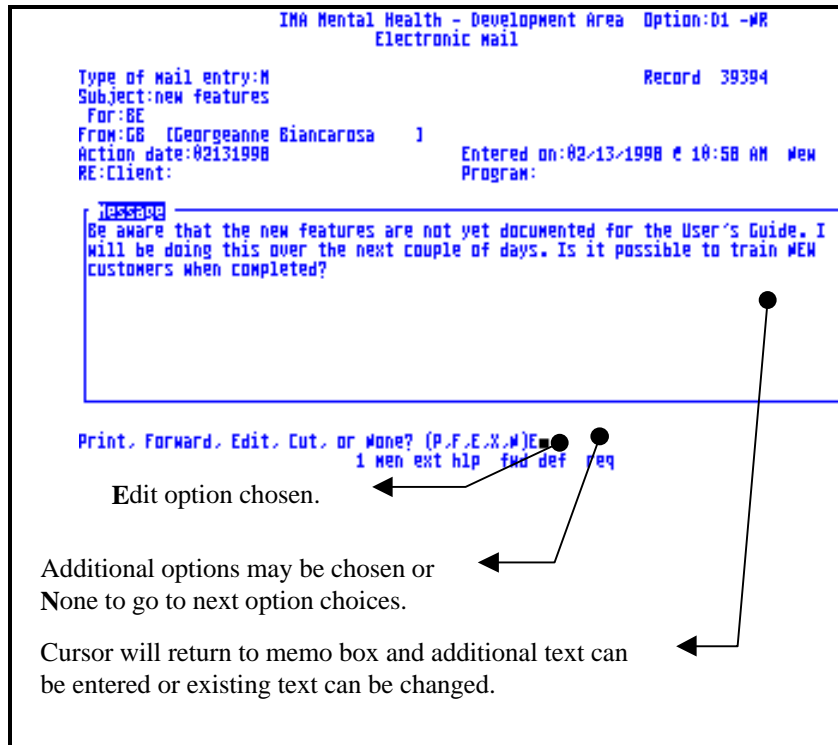 IMA Mental Health - Development Area Option:D1 -WR
Electronic mail
Type of mail entry:M Record 39394
Subject:new features
For:BE
From:GB [Georgeanne Biancarosa ]
Action date:02131998 Entered on:02/13/1998 @ 10:58 AM New
RE:Client: Program:
Message
Be aware that the new features are not yet documented for the User's Guide. I
will be doing this over the next couple of days. Is it possible to train NEW
customers when completed?
Print, Forward, Edit, Cut, or None? (P,F,E,X,N)E
1 men ext hlp fwd def req
Edit option chosen.
Additional options may be chosen or
None to go to next option choices.
Cursor will return to memo box and additional text can
be entered or existing text can be changed.